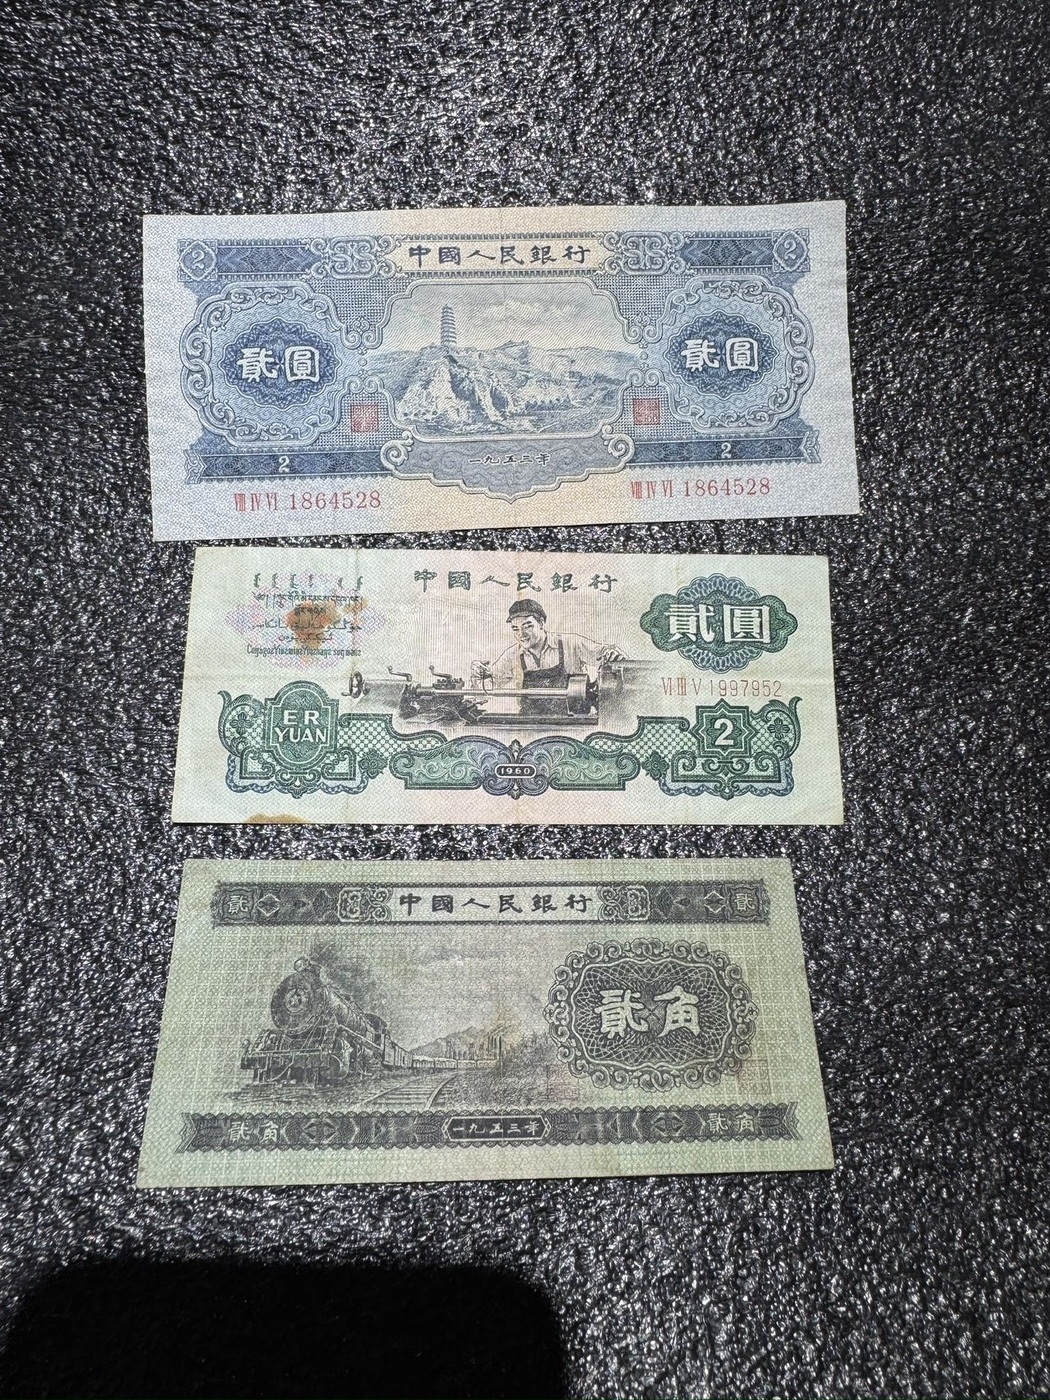 中國人民銀行
2
2
貳圓
貳圓
一九五三年
2
2
VIII IV VI 1864528
VIII IV VI 1864528
中國人民銀行
貳圓
VI III V 1997952
ER
YUAN
2
1960
中國人民銀行
貳
貳
貳角
貳角
一九五三年
貳角